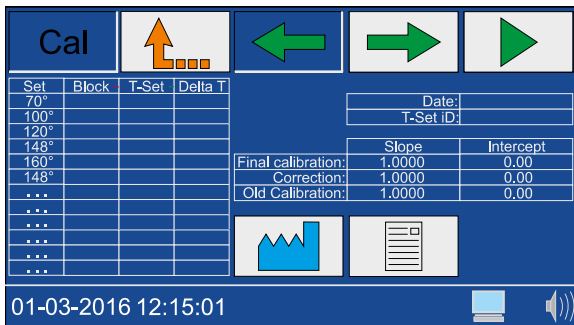 Cal
Set Block T-Set Delta T
70°
100°
120°
148°
160°
148°
...
...
...
...
...
...
Date:
T-Set iD:
Slope Intercept
Final calibration: 1.0000 0.00
Correction: 1.0000 0.00
Old Calibration: 1.0000 0.00
01-03-2016 12:15:01